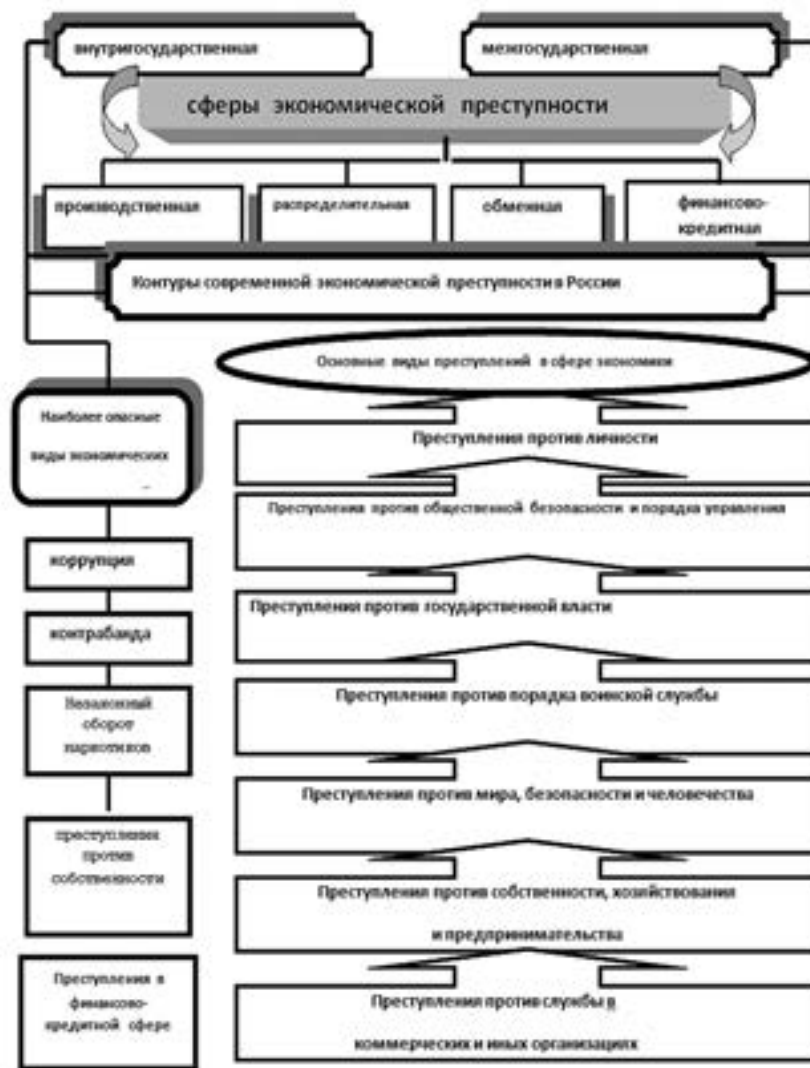 внутригосударственная
межгосударственная
сферы экономической преступности
производственная
распределительная
обменная
финансово-
кредитная
Контуры современной экономической преступности в России
Основные виды преступлений в сфере экономики
Наиболее опасные
виды экономических
коррупция
контрабанда
Незаконный
оборот
наркотиков
преступления
против
собственности
Преступления в
финансово-
кредитной сфере
Преступления против личности
Преступления против общественной безопасности и порядка управления
Преступления против государственной власти
Преступления против порядка воинской службы
Преступления против мира, безопасности и человечества
Преступления против собственности, хозяйствования
и предпринимательства
Преступления против службы в
коммерческих и иных организациях